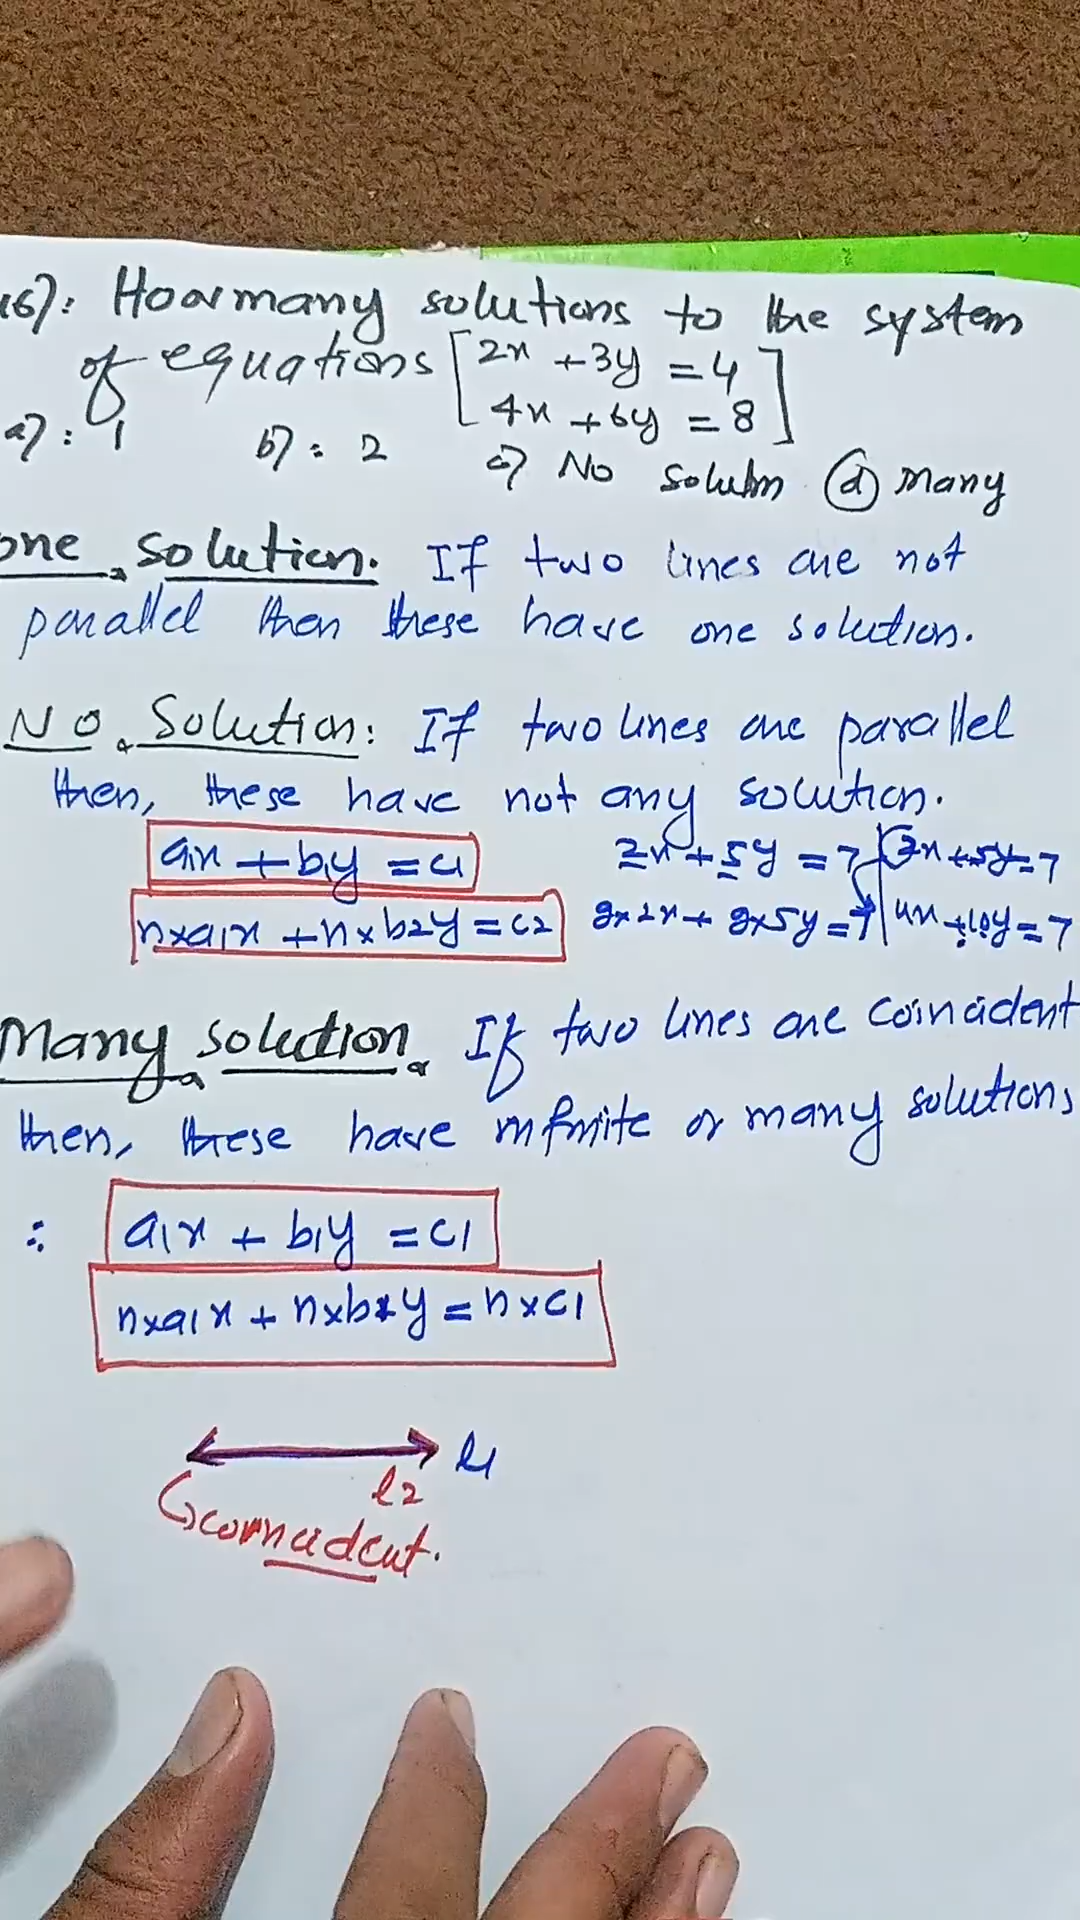 16): How many solutions to the system
of equations [2x + 3y = 4
4x + 6y = 8]
a): 1 b): 2 c) No solutn (d) many
one solution. If two lines are not
parallel then these have one solution.
No Solution: If two lines are parallel
then, these have not any solution.
a1x + b1y = c1 2x + 5y = 7 2x + 5y = 7
n×a1x + n×b2y = c2 2×2x + 2×5y = 7 4x + 10y = 7
Many solution. If two lines are coincident
then, these have infinite or many solutions
∴ a1x + b1y = c1
n×a1x + n×b1y = n×c1
l1
l2
coincident.